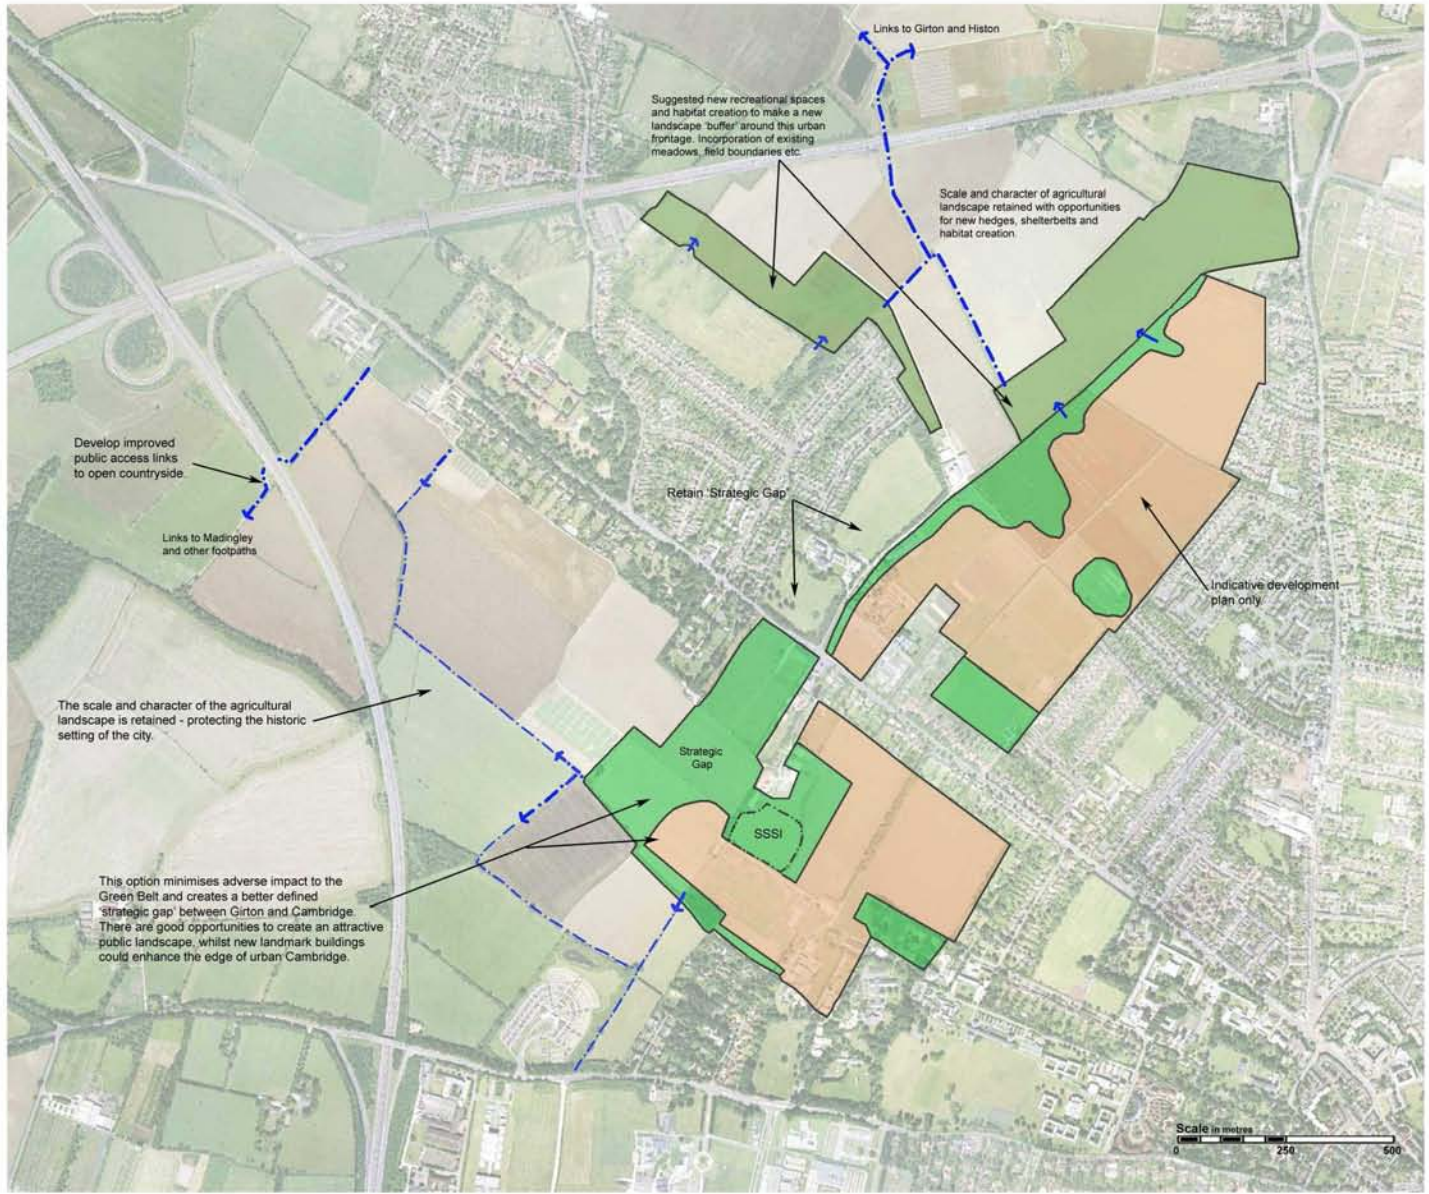 Links to Girton and Histon
Suggested new recreational spaces
and habitat creation to make a new
landscape 'buffer' around this urban
frontage. Incorporation of existing
meadows, field boundaries etc.
Scale and character of agricultural
landscape retained with opportunities
for new hedges, shelterbelts and
habitat creation.
Develop improved
public access links
to open countryside.
Links to Madingley
and other footpaths
Retain 'Strategic Gap'
Indicative development
plan only.
The scale and character of the agricultural
landscape is retained - protecting the historic
setting of the city.
Strategic
Gap
SSSI
This option minimises adverse impact to the
Green Belt and creates a better defined
'strategic gap' between Girton and Cambridge.
There are good opportunities to create an attractive
public landscape, whilst new landmark buildings
could enhance the edge of urban Cambridge.
Scale in metres
0 250 500